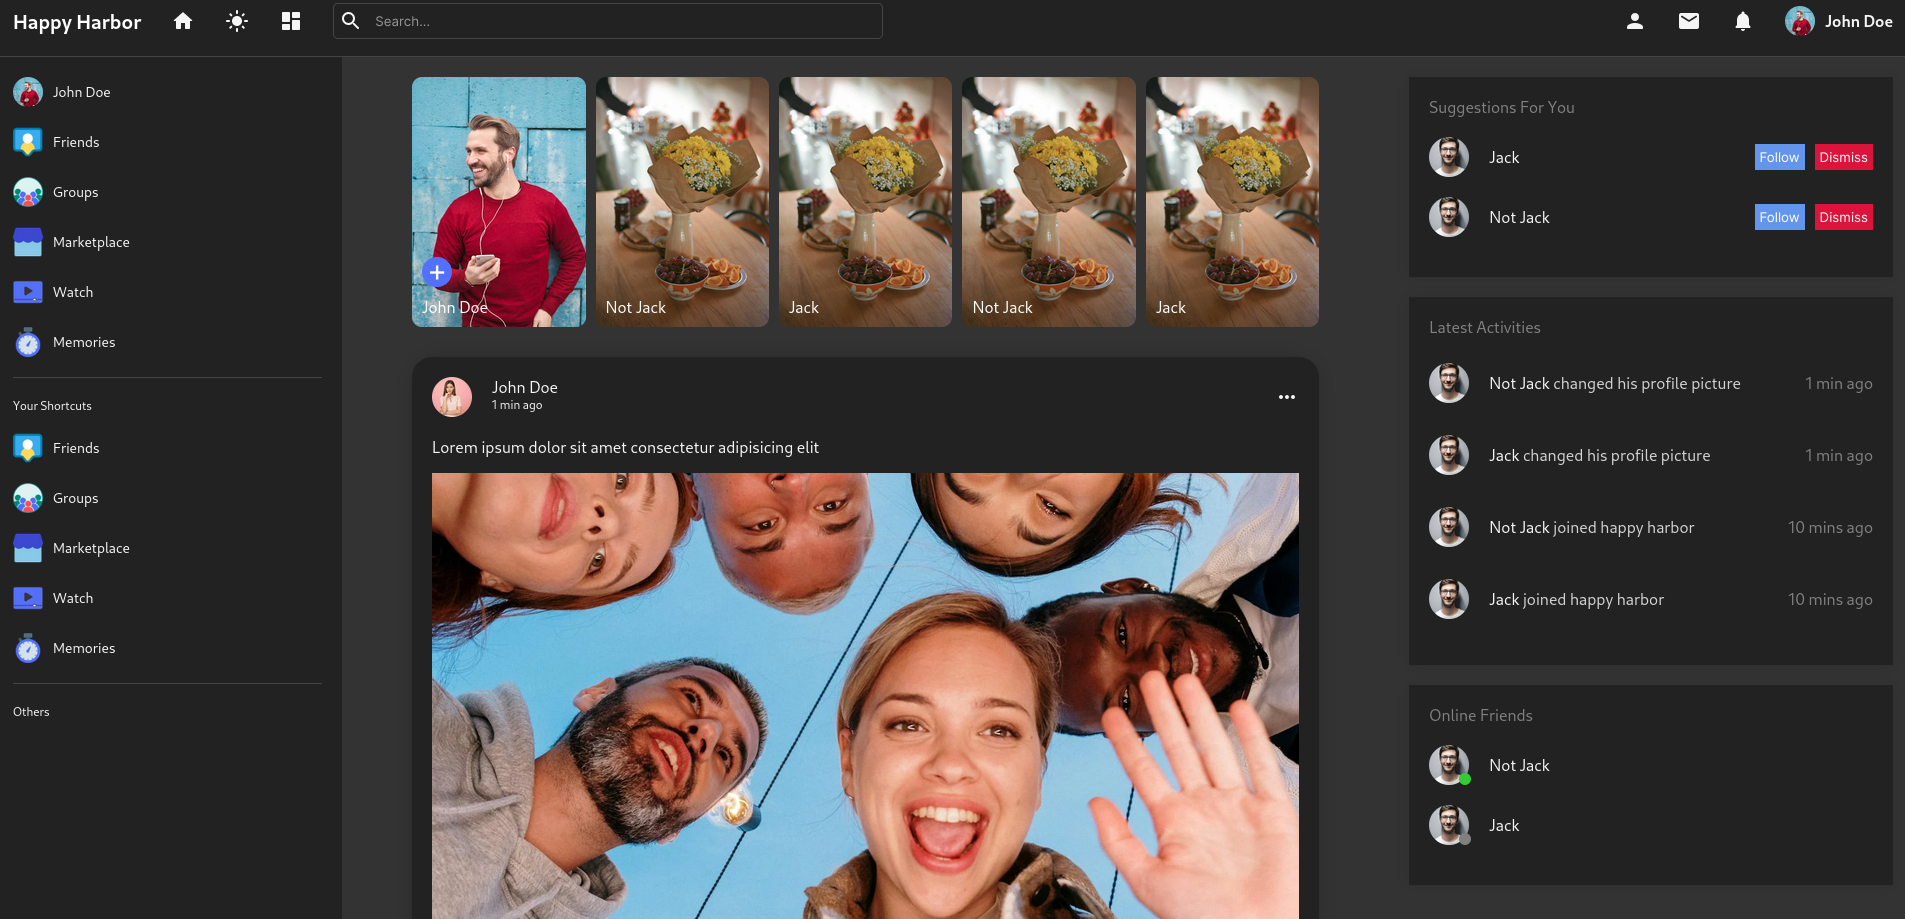 Happy Harbor
Search...
John Doe
John Doe
Friends
Groups
Marketplace
Watch
Memories
Your Shortcuts
Friends
Groups
Marketplace
Watch
Memories
Others
John Doe
Not Jack
Jack
Not Jack
Jack
John Doe
1 min ago
Lorem ipsum dolor sit amet consectetur adipisicing elit
Suggestions For You
Jack Follow Dismiss
Not Jack Follow Dismiss
Latest Activities
Not Jack changed his profile picture 1 min ago
Jack changed his profile picture 1 min ago
Not Jack joined happy harbor 10 mins ago
Jack joined happy harbor 10 mins ago
Online Friends
Not Jack
Jack